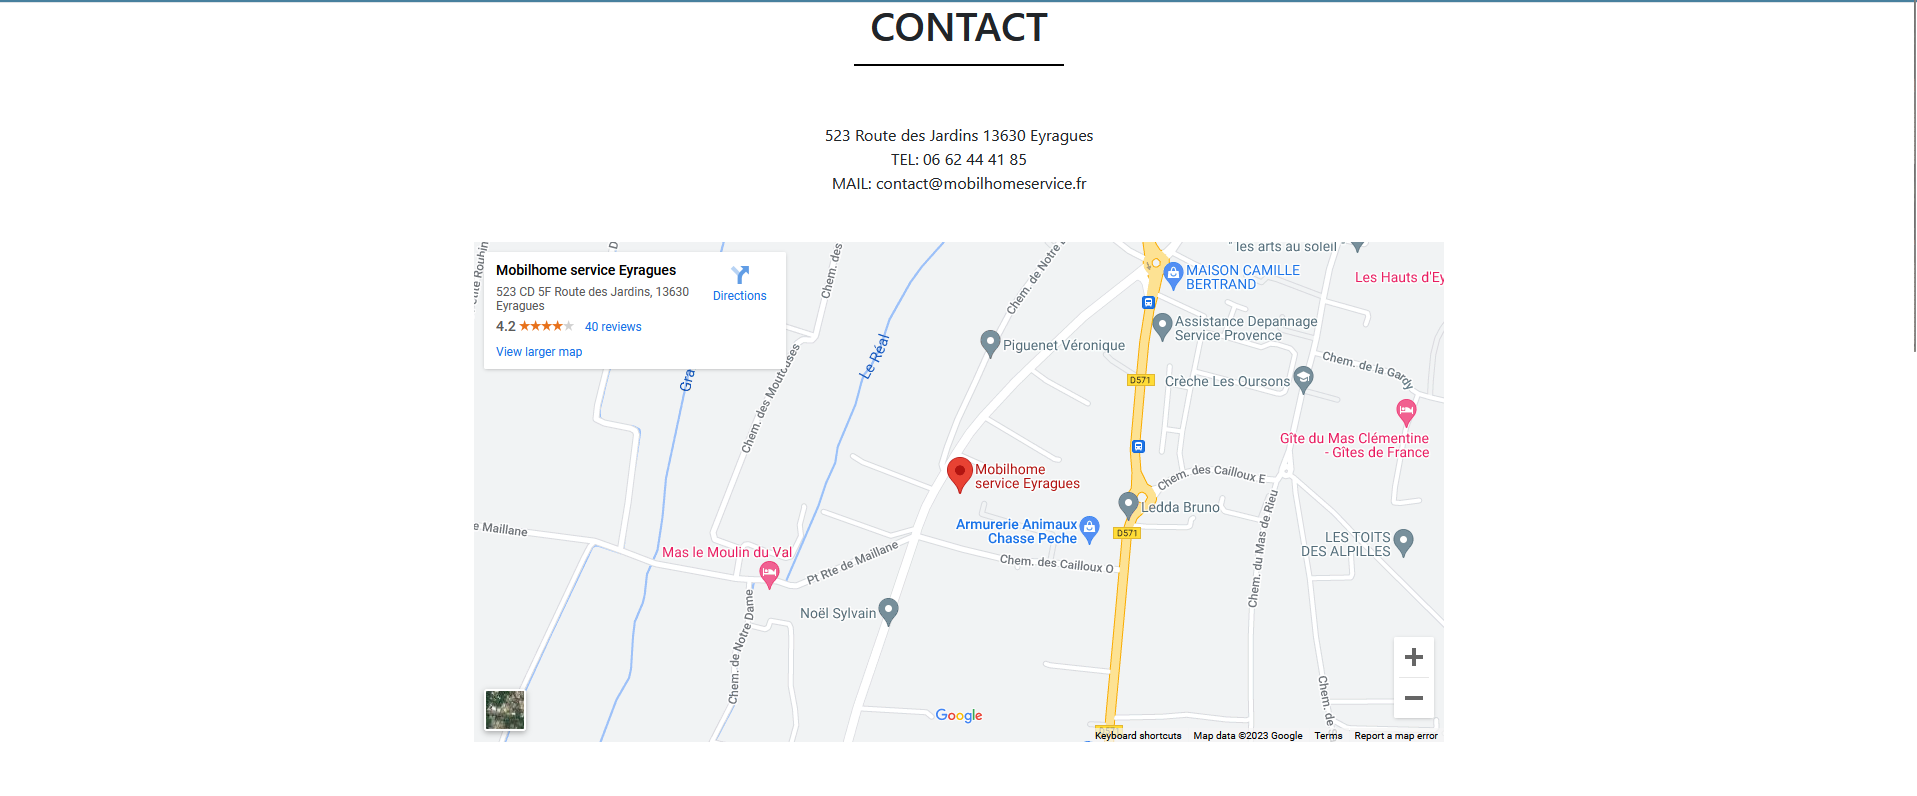 CONTACT
523 Route des Jardins 13630 Eyragues
TEL: 06 62 44 41 85
MAIL: contact@mobilhomeservice.fr
Mobilhome service Eyragues
Directions
523 CD 5F Route des Jardins, 13630
Eyragues
4.2
40 reviews
View larger map
Chem. des
Chem. de Notre
" les arts au soleil "
MAISON CAMILLE
BERTRAND
Les Hauts d'Ey
Assistance Depannage
Service Provence
Piguenet Véronique
Le Réal
Gra
Chem. des Moutouses
D571
Crèche Les Oursons
Chem. de la Gardy
Gîte du Mas Clémentine
- Gîtes de France
Mobilhome
service Eyragues
Chem. des Cailloux E
Ledda Bruno
Armurerie Animaux
Chasse Peche
D571
e Maillane
Mas le Moulin du Val
Pt Rte de Maillane
Chem. des Cailloux O
Chem. du Mas de Rieu
LES TOITS
DES ALPILLES
Noël Sylvain
Chem. de Notre Dame
Chem. de
Google
Keyboard shortcuts
Map data ©2023 Google
Terms
Report a map error